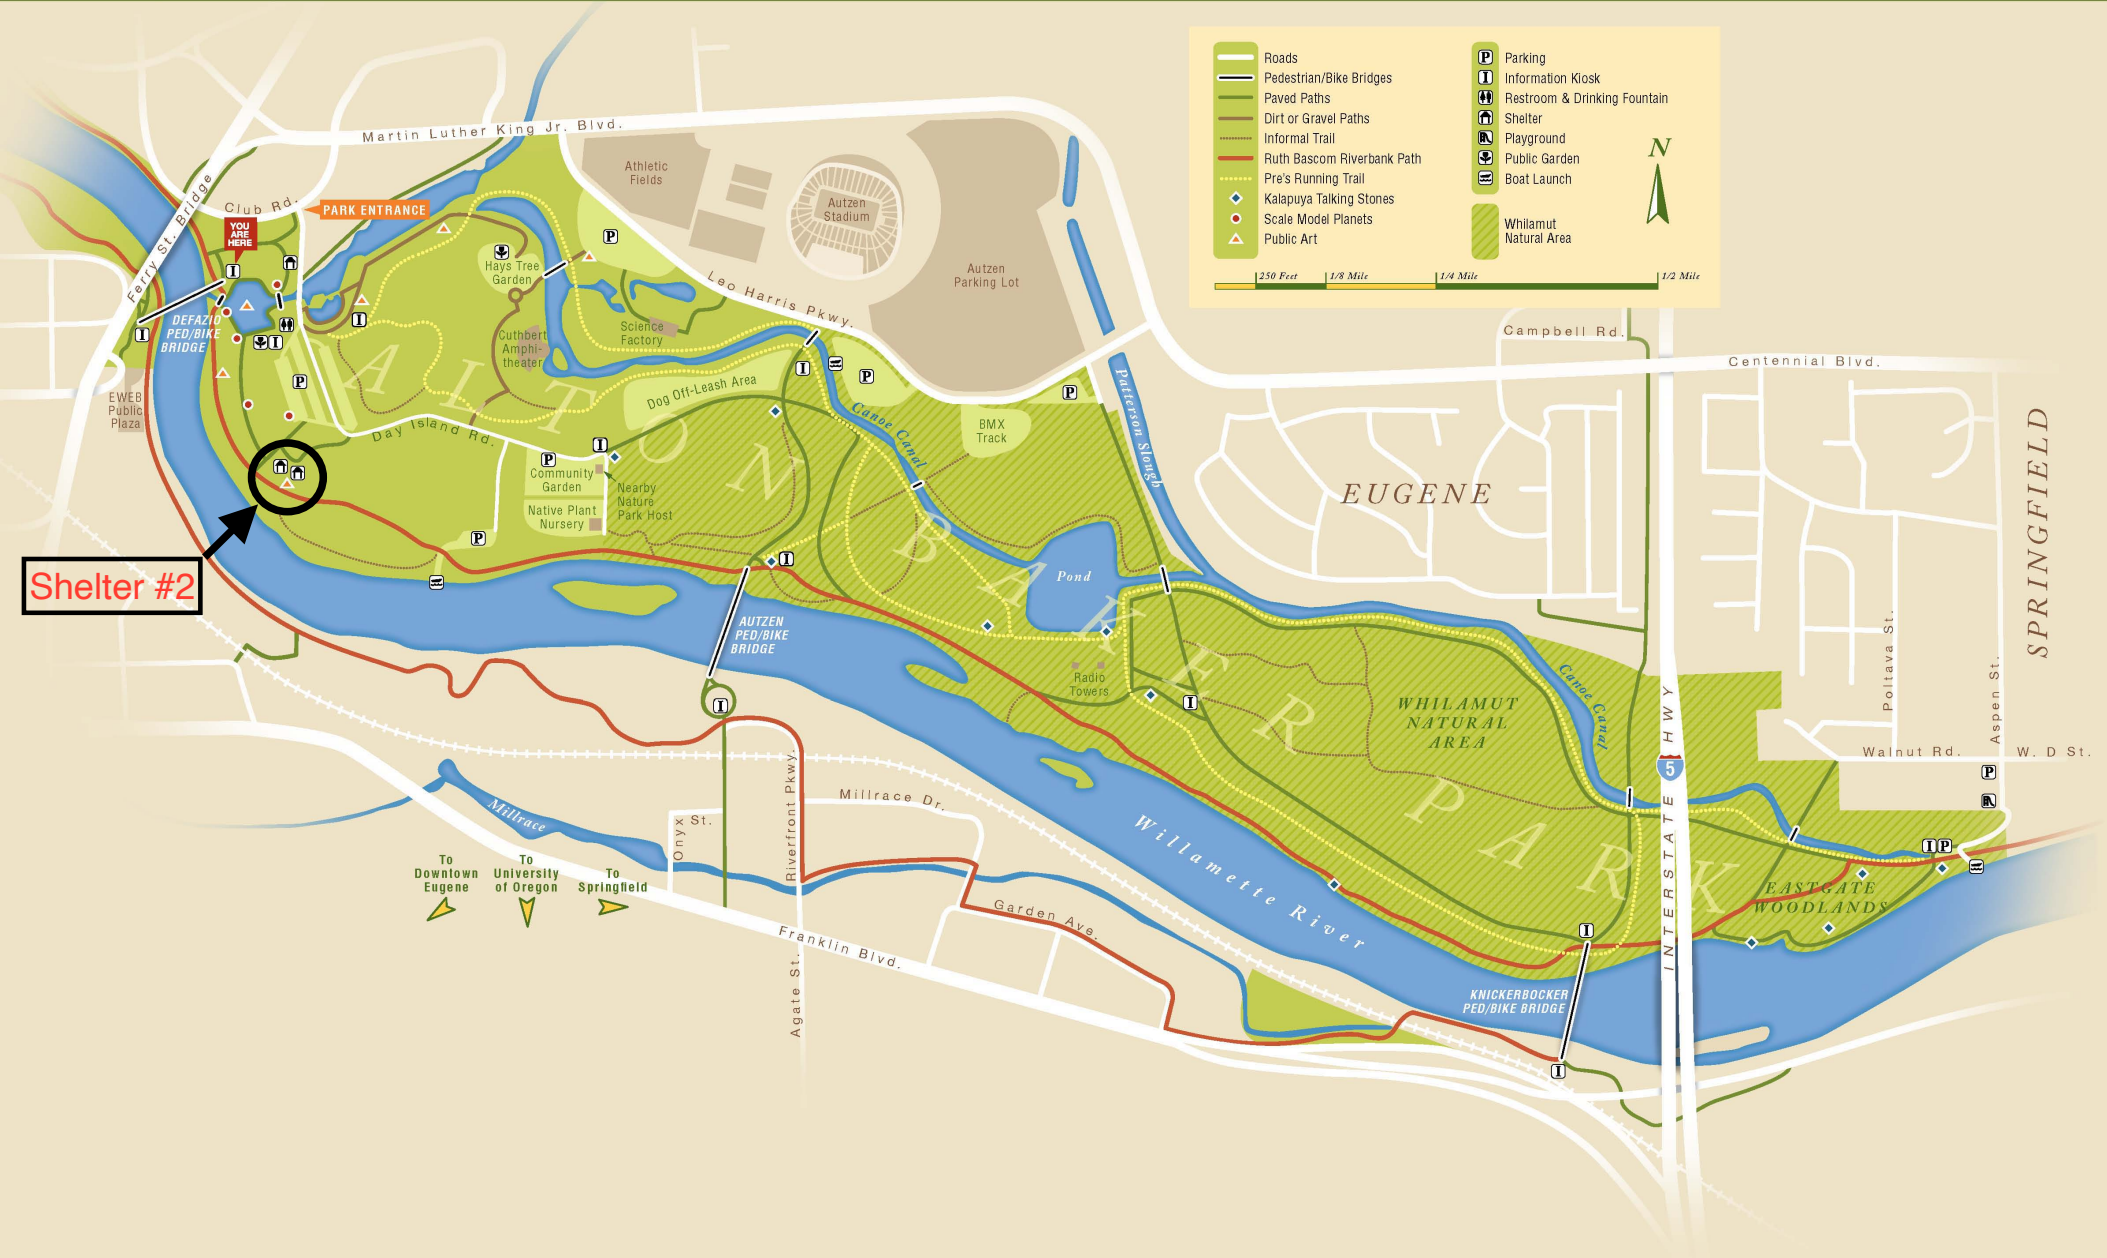 Roads
Pedestrian/Bike Bridges
Paved Paths
Dirt or Gravel Paths
Informal Trail
Ruth Bascom Riverbank Path
Pre's Running Trail
Kalapuya Talking Stones
Scale Model Planets
Public Art
P Parking
I Information Kiosk
Restroom & Drinking Fountain
Shelter
Playground
Public Garden
Boat Launch
Whilamut
Natural Area
N
250 Feet
1/8 Mile
1/4 Mile
1/2 Mile
Martin Luther King Jr. Blvd.
Ferry St. Bridge
Club Rd.
PARK ENTRANCE
YOU
ARE
HERE
DEFAZIO
PED/BIKE
BRIDGE
EWEB
Public
Plaza
Athletic
Fields
Autzen
Stadium
Autzen
Parking Lot
Leo Harris Pkwy.
Hays Tree
Garden
Cuthbert
Amphi-
theater
Science
Factory
Dog Off-Leash Area
Day Island Rd.
Canoe Canal
BMX
Track
Patterson Slough
Community
Garden
Native Plant
Nursery
Nearby
Nature
Park Host
ALTON BAKER PARK
Shelter #2
AUTZEN
PED/BIKE
BRIDGE
Pond
Radio
Towers
WHILAMUT
NATURAL
AREA
Canoe Canal
EUGENE
SPRINGFIELD
Campbell Rd.
Centennial Blvd.
Poltava St.
Aspen St.
Walnut Rd.
W. D St.
INTERSTATE HWY
5
EASTGATE
WOODLANDS
Willamette River
KNICKERBOCKER
PED/BIKE BRIDGE
Millrace
Onyx St.
Riverfront Pkwy.
Millrace Dr.
Garden Ave.
Franklin Blvd.
Agate St.
To
Downtown
Eugene
To
University
of Oregon
To
Springfield